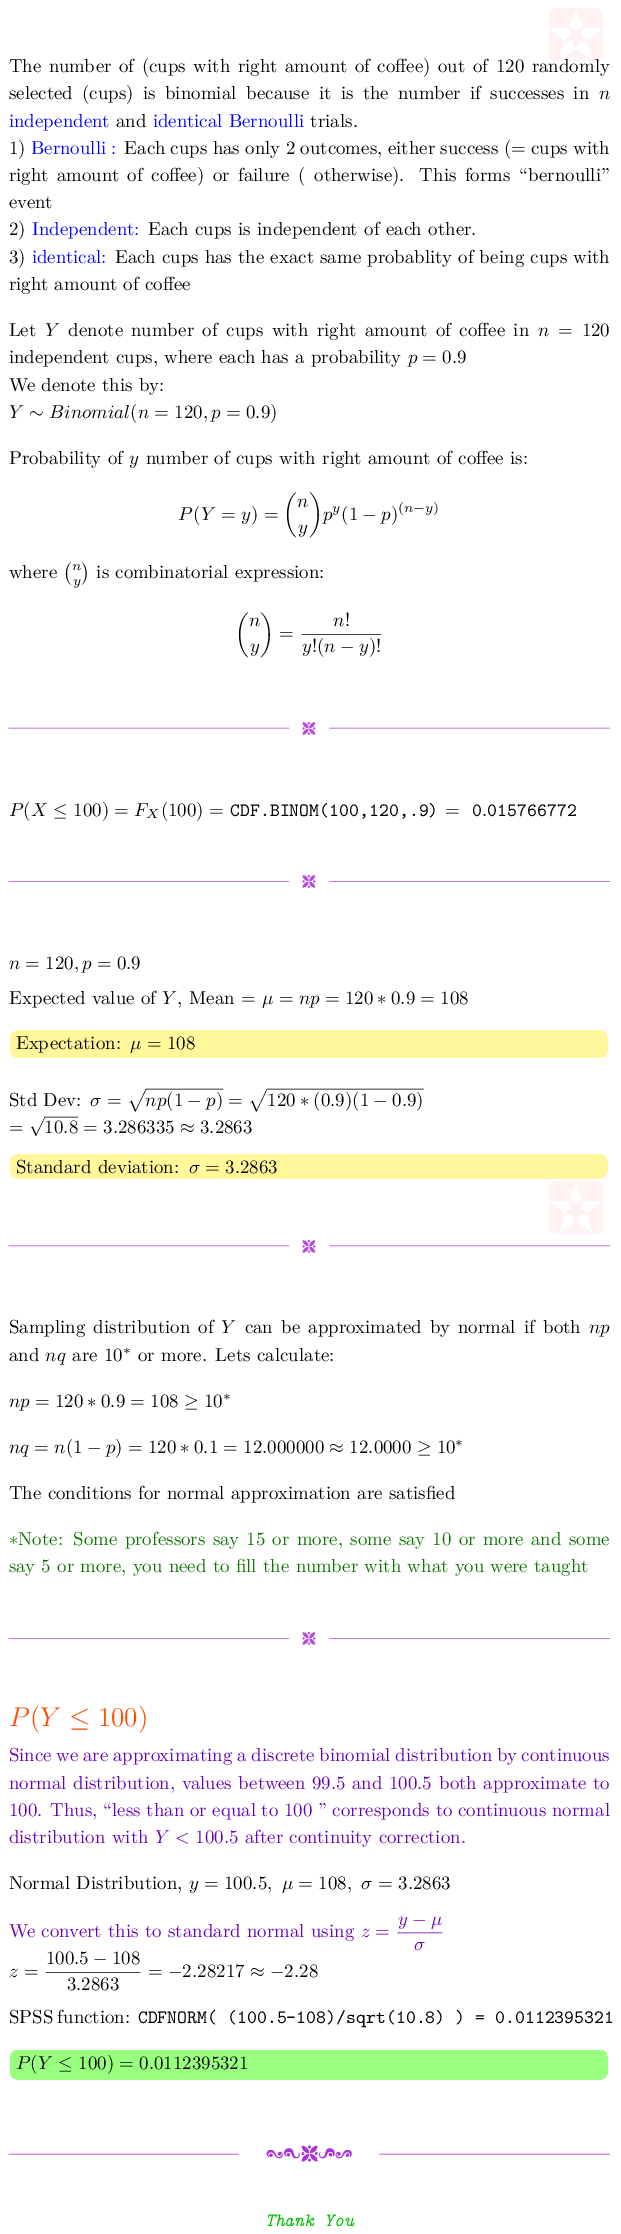 The number of (cups with right amount of coffee) out of 120 randomly
selected (cups) is binomial because it is the number if successes in n
independent and identical Bernoulli trials.
1) Bernoulli : Each cups has only 2 outcomes, either success (= cups with
right amount of coffee) or failure ( otherwise). This forms “bernoulli”
event
2) Independent: Each cups is independent of each other.
3) identical: Each cups has the exact same probablity of being cups with
right amount of coffee
Let Y denote number of cups with right amount of coffee in n = 120
independent cups, where each has a probability p = 0.9
We denote this by:
Y ∼ Binomial(n = 120, p = 0.9)
Probability of y number of cups with right amount of coffee is:
P(Y = y) = \binom{n}{y} p^y (1 − p)^{(n−y)}
where \binom{n}{y} is combinatorial expression:
\binom{n}{y} = \frac{n!}{y!(n − y)!}
P(X ≤ 100) = F_X(100) = CDF.BINOM(100,120,.9) = 0.015766772
n = 120, p = 0.9
Expected value of Y, Mean = μ = np = 120 ∗ 0.9 = 108
Expectation: μ = 108
Std Dev: σ = \sqrt{np(1 − p)} = \sqrt{120 ∗ (0.9)(1 − 0.9)}
= \sqrt{10.8} = 3.286335 ≈ 3.2863
Standard deviation: σ = 3.2863
Sampling distribution of Y can be approximated by normal if both np
and nq are 10* or more. Lets calculate:
np = 120 ∗ 0.9 = 108 ≥ 10*
nq = n(1 − p) = 120 ∗ 0.1 = 12.000000 ≈ 12.0000 ≥ 10*
The conditions for normal approximation are satisfied
*Note: Some professors say 15 or more, some say 10 or more and some
say 5 or more, you need to fill the number with what you were taught
P(Y ≤ 100)
Since we are approximating a discrete binomial distribution by continuous
normal distribution, values between 99.5 and 100.5 both approximate to
100. Thus, “less than or equal to 100 ” corresponds to continuous normal
distribution with Y < 100.5 after continuity correction.
Normal Distribution, y = 100.5, μ = 108, σ = 3.2863
We convert this to standard normal using z = \frac{y − μ}{σ}
z = \frac{100.5 − 108}{3.2863} = −2.28217 ≈ −2.28
SPSS function: CDFNORM( (100.5-108)/sqrt(10.8) ) = 0.0112395321
P(Y ≤ 100) = 0.0112395321
Thank You